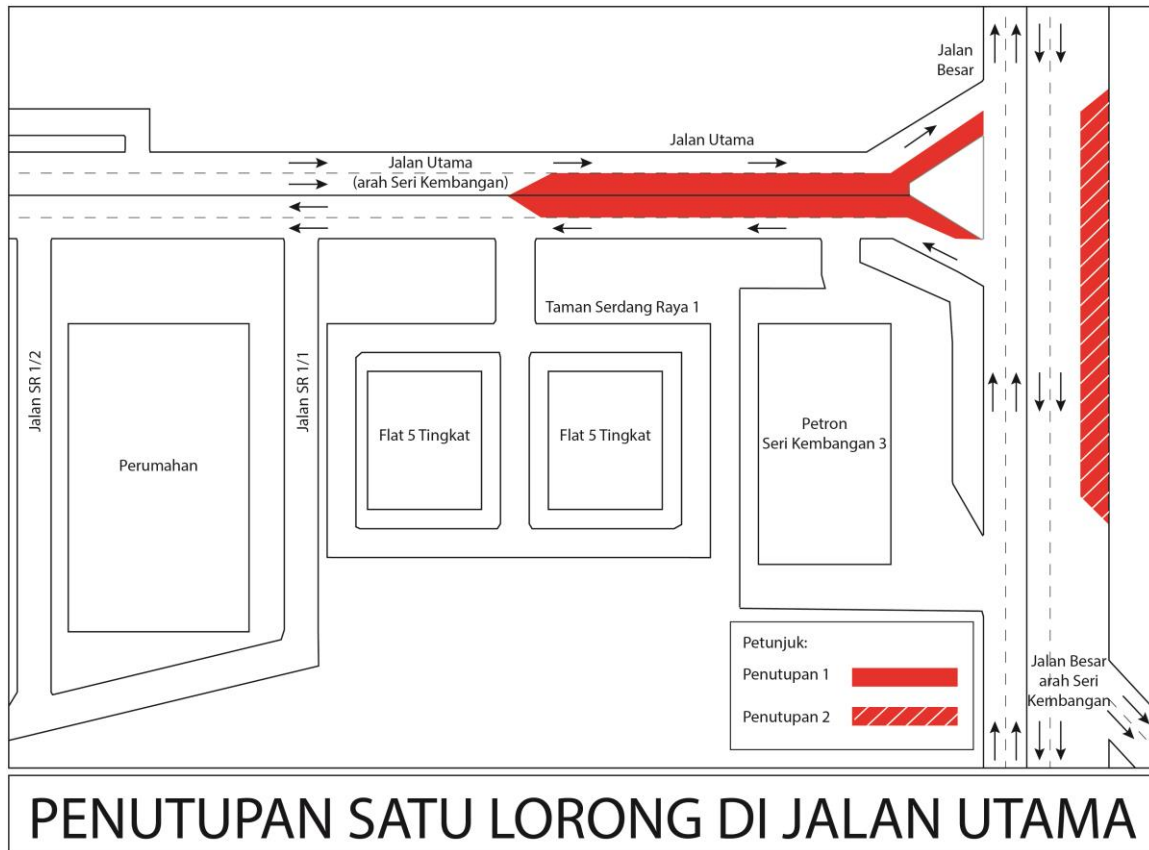 Jalan
Besar
Jalan Utama
Jalan Utama
(arah Seri Kembangan)
Taman Serdang Raya 1
Jalan SR 1/2
Jalan SR 1/1
Perumahan
Flat 5 Tingkat
Flat 5 Tingkat
Petron
Seri Kembangan 3
Petunjuk:
Penutupan 1
Penutupan 2
Jalan Besar
arah Seri
Kembangan
PENUTUPAN SATU LORONG DI JALAN UTAMA